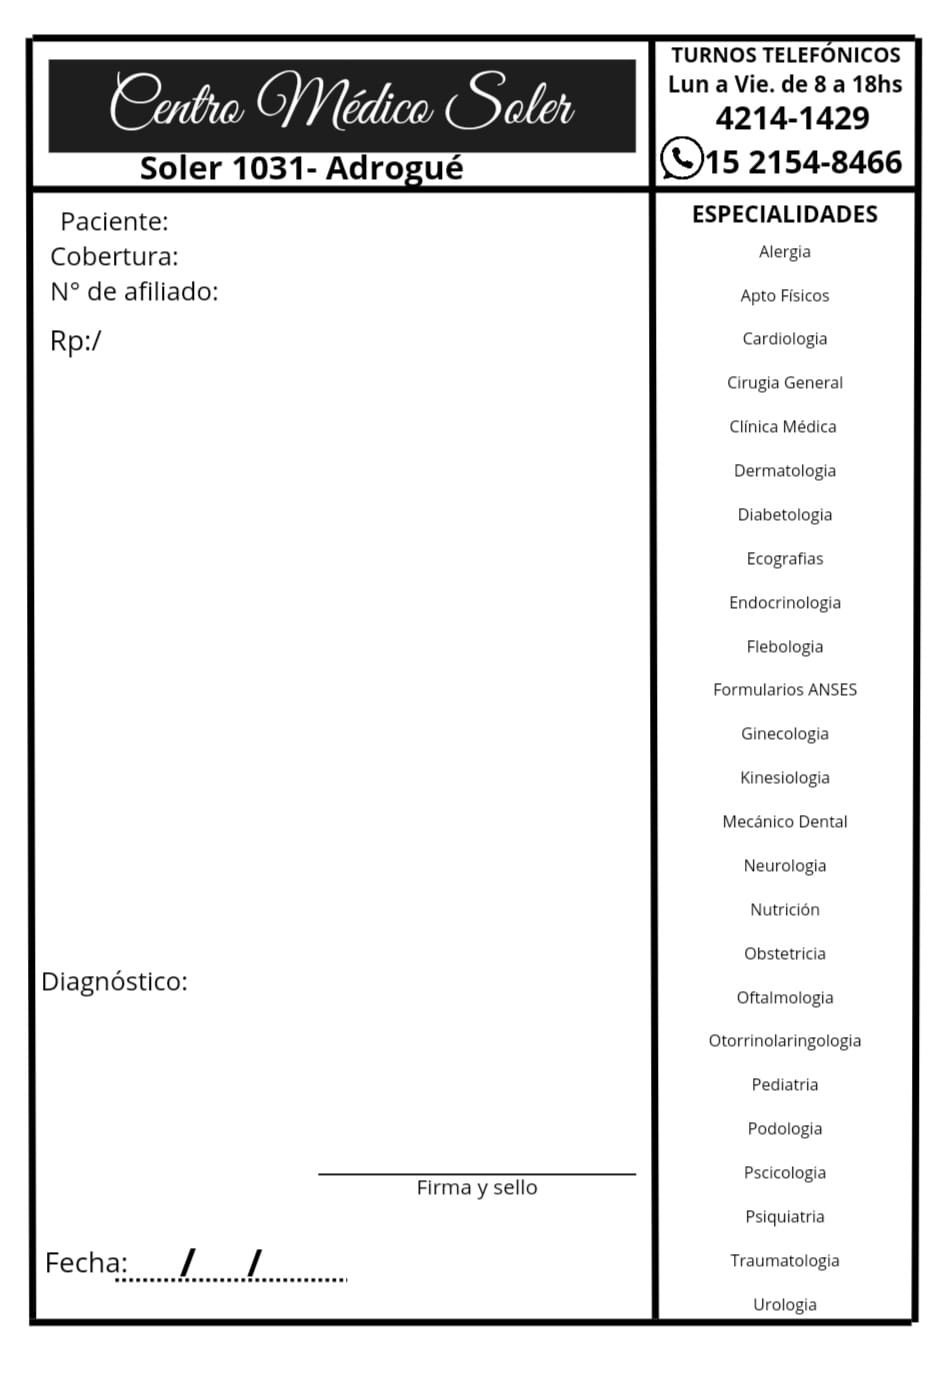 Centro Médico Soler
Soler 1031- Adrogué
TURNOS TELEFÓNICOS
Lun a Vie. de 8 a 18hs
4214-1429
15 2154-8466
Paciente:
Cobertura:
N° de afiliado:
Rp:/
Diagnóstico:
Firma y sello
Fecha:......./......./.............
ESPECIALIDADES
Alergia
Apto Físicos
Cardiologia
Cirugia General
Clínica Médica
Dermatologia
Diabetologia
Ecografias
Endocrinologia
Flebologia
Formularios ANSES
Ginecologia
Kinesiologia
Mecánico Dental
Neurologia
Nutrición
Obstetricia
Oftalmologia
Otorrinolaringologia
Pediatria
Podologia
Pscicologia
Psiquiatria
Traumatologia
Urologia